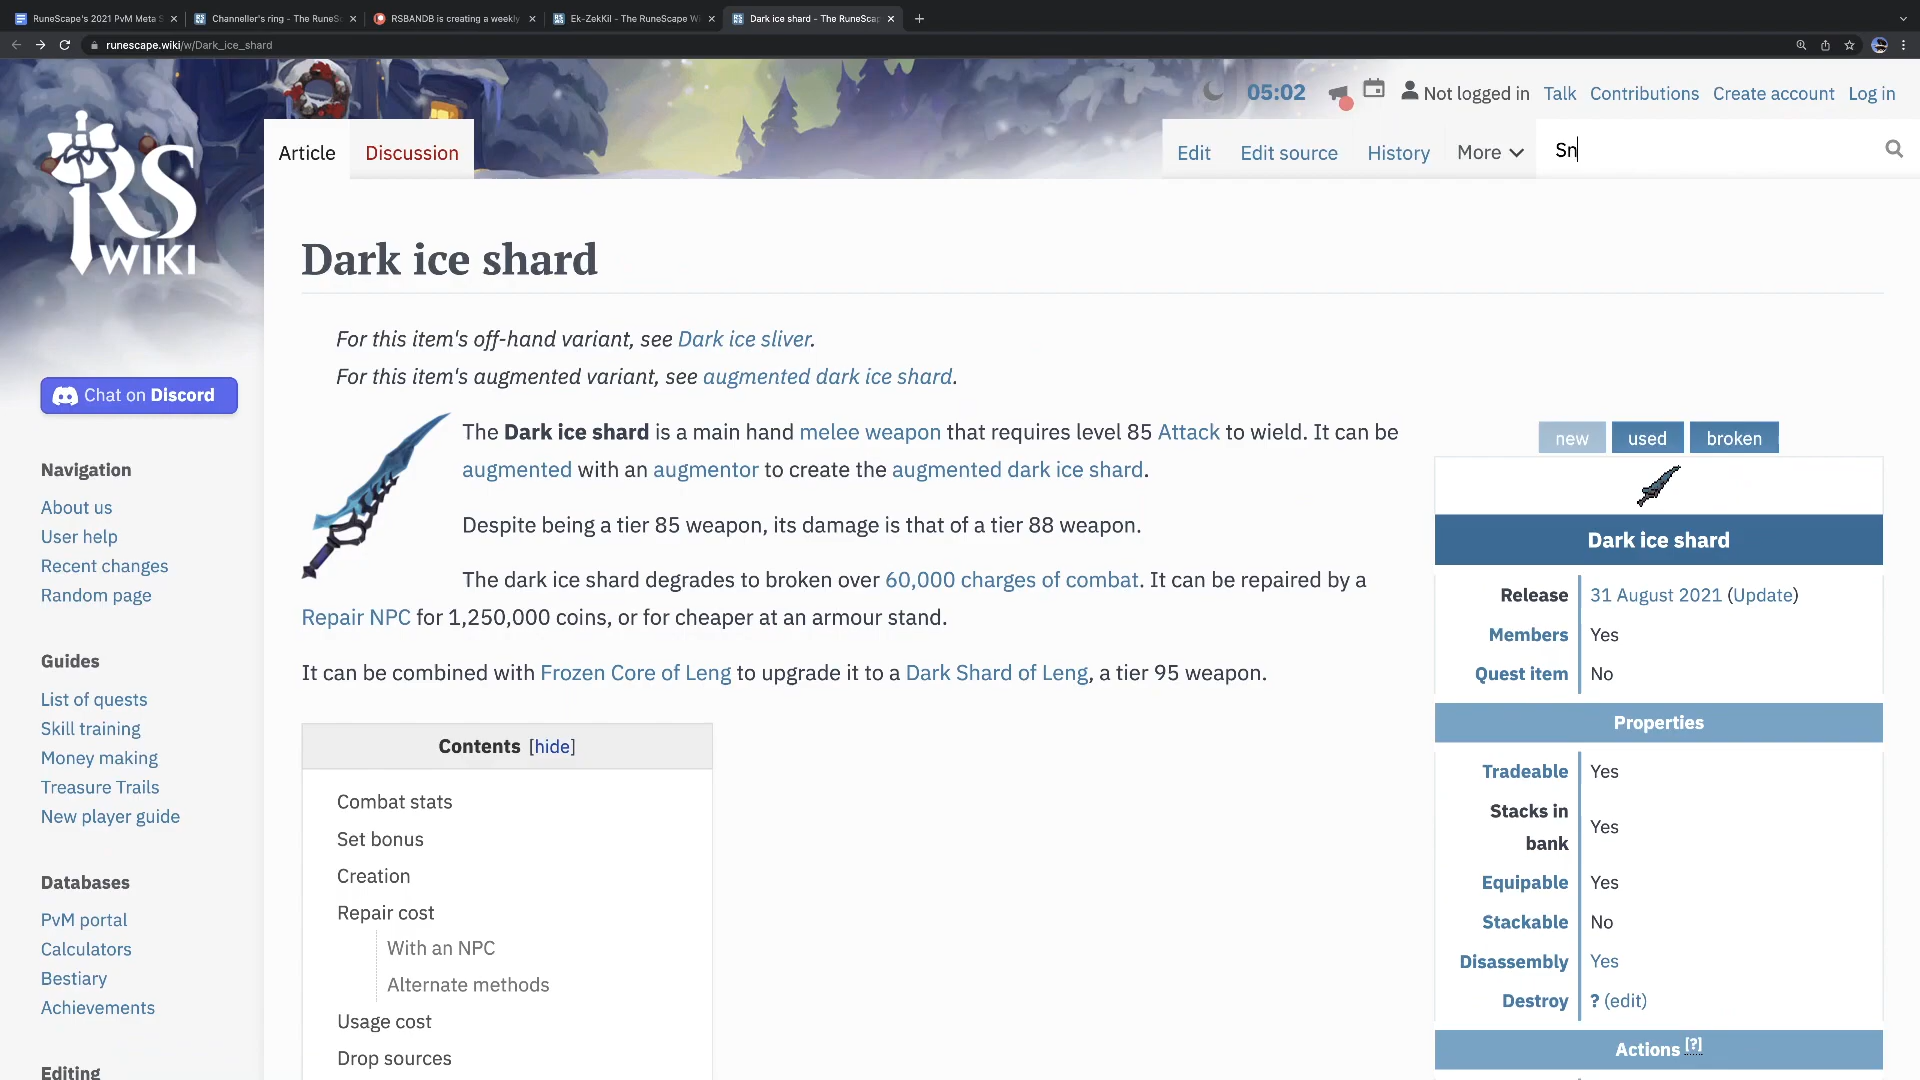 RuneScape's 2021 PvM Meta S
Channeller's ring - The RuneSc
RSBANDB is creating a weekly
Ek-ZekKil - The RuneScape Wi
Dark ice shard - The RuneScap
runescape.wiki/w/Dark_ice_shard
05:02
Not logged in Talk Contributions Create account Log in
RS
WIKI
Article Discussion
Edit Edit source History More
Sn
Dark ice shard
For this item's off-hand variant, see Dark ice sliver.
For this item's augmented variant, see augmented dark ice shard.
The Dark ice shard is a main hand melee weapon that requires level 85 Attack to wield. It can be
augmented with an augmentor to create the augmented dark ice shard.
Despite being a tier 85 weapon, its damage is that of a tier 88 weapon.
The dark ice shard degrades to broken over 60,000 charges of combat. It can be repaired by a
Repair NPC for 1,250,000 coins, or for cheaper at an armour stand.
It can be combined with Frozen Core of Leng to upgrade it to a Dark Shard of Leng, a tier 95 weapon.
Contents [hide]
Combat stats
Set bonus
Creation
Repair cost
With an NPC
Alternate methods
Usage cost
Drop sources
new used broken
Dark ice shard
Release 31 August 2021 (Update)
Members Yes
Quest item No
Properties
Tradeable Yes
Stacks in
bank Yes
Equipable Yes
Stackable No
Disassembly Yes
Destroy ? (edit)
Actions [?]
Chat on Discord
Navigation
About us
User help
Recent changes
Random page
Guides
List of quests
Skill training
Money making
Treasure Trails
New player guide
Databases
PvM portal
Calculators
Bestiary
Achievements
Editing